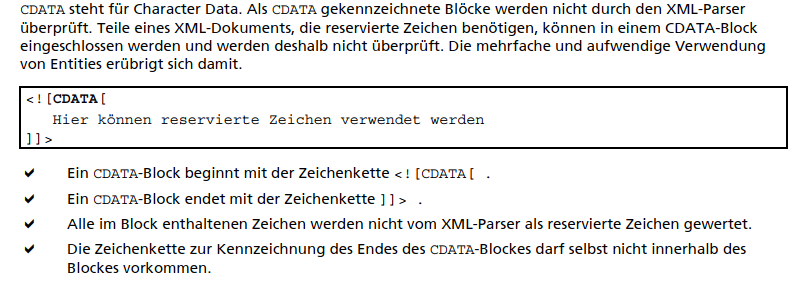 CDATA steht für Character Data. Als CDATA gekennzeichnete Blöcke werden nicht durch den XML-Parser
überprüft. Teile eines XML-Dokuments, die reservierte Zeichen benötigen, können in einem CDATA-Block
eingeschlossen werden und werden deshalb nicht überprüft. Die mehrfache und aufwendige Verwendung
von Entities erübrigt sich damit.
<![CDATA[
Hier können reservierte Zeichen verwendet werden
]]>
✓ Ein CDATA-Block beginnt mit der Zeichenkette <![CDATA[ .
✓ Ein CDATA-Block endet mit der Zeichenkette ]]> .
✓ Alle im Block enthaltenen Zeichen werden nicht vom XML-Parser als reservierte Zeichen gewertet.
✓ Die Zeichenkette zur Kennzeichnung des Endes des CDATA-Blockes darf selbst nicht innerhalb des
Blockes vorkommen.